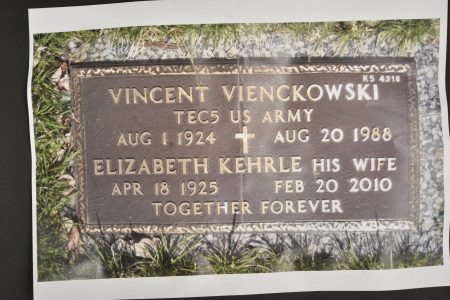 KS 4316
VINCENT VIENCKOWSKI
TEC5 US ARMY
AUG 1 1924 AUG 20 1988
ELIZABETH KEHRLE HIS WIFE
APR 18 1925 FEB 20 2010
TOGETHER FOREVER